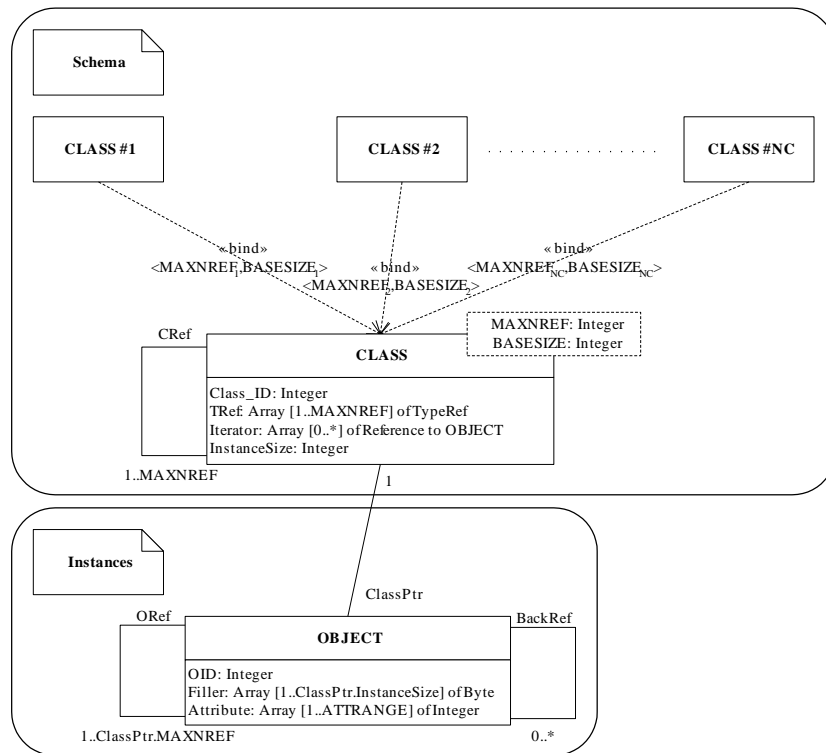 Schema
CLASS #1
CLASS #2
. . . . . . . . . . . . . .
CLASS #NC
«bind»
<MAXNREF1,BASESIZE1>
«bind»
<MAXNREF2,BASESIZE2>
«bind»
<MAXNREFNC,BASESIZENC>
MAXNREF: Integer
BASESIZE: Integer
CRef
CLASS
Class_ID: Integer
TRef: Array [1..MAXNREF] of TypeRef
Iterator: Array [0..*] of Reference to OBJECT
InstanceSize: Integer
1..MAXNREF
1
Instances
ClassPtr
ORef
BackRef
OBJECT
OID: Integer
Filler: Array [1..ClassPtr.InstanceSize] of Byte
Attribute: Array [1..ATTRANGE] of Integer
1..ClassPtr.MAXNREF
0..*